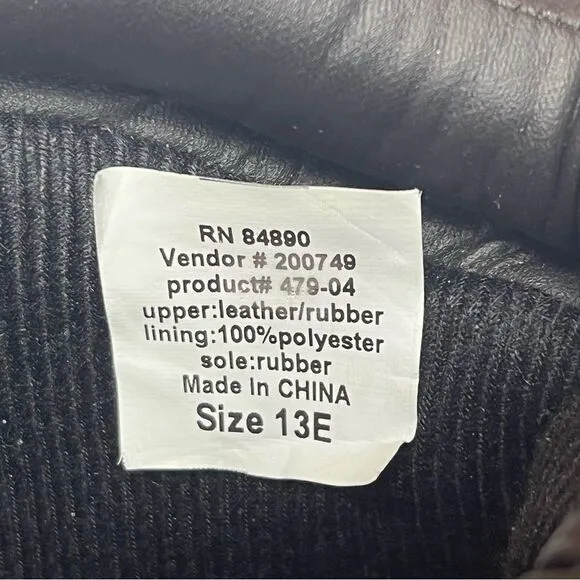 RN 84890
Vendor # 200749
product# 479-04
upper:leather/rubber
lining:100%polyester
sole:rubber
Made In CHINA
Size 13E